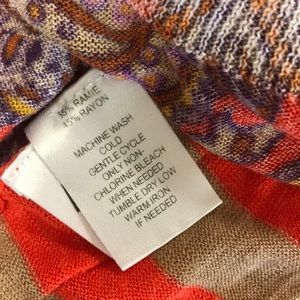 55% RAMIE
45% RAYON
MACHINE WASH
COLD
GENTLE CYCLE
ONLY NON-
CHLORINE BLEACH
WHEN NEEDED
TUMBLE DRY LOW
WARM IRON
IF NEEDED